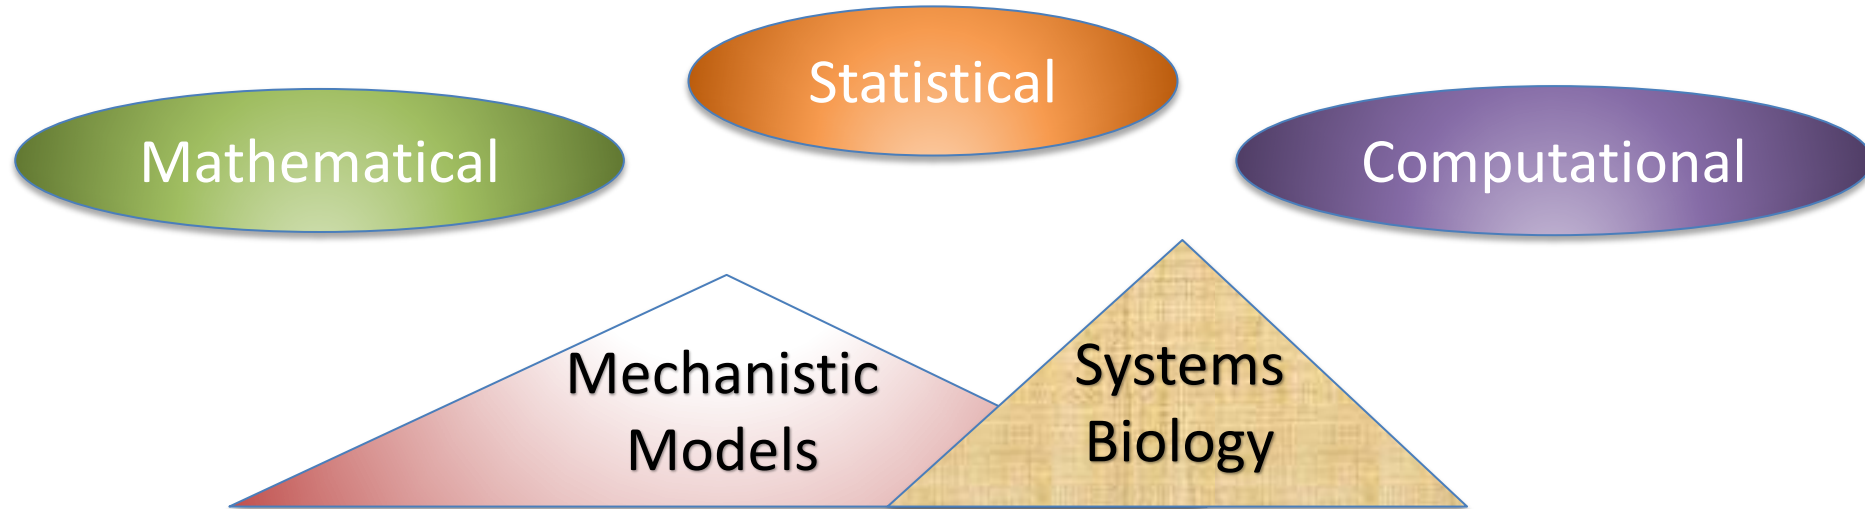 Statistical
Mathematical
Computational
Mechanistic
Models
Systems
Biology